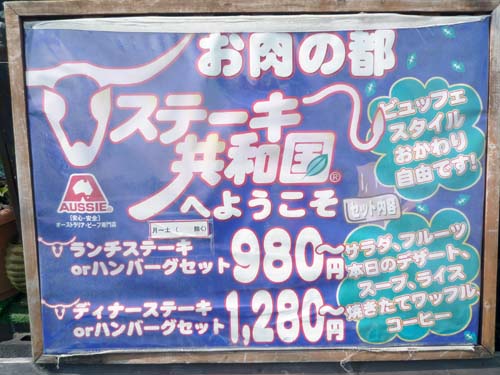 お肉の都
ステーキ
共和国®
へようこそ
ビュッフェ
スタイル
おかわり
自由です!
AUSSIE
【安心・安全】
オーストラリア・ビーフ専門店
月〜土 ( 除く)
セット内容
ランチステーキ
orハンバーグセット 980円〜
ディナーステーキ
orハンバーグセット 1,280円〜
サラダ、フルーツ
本日のデザート、
スープ、ライス
焼きたてワッフル
コーヒー